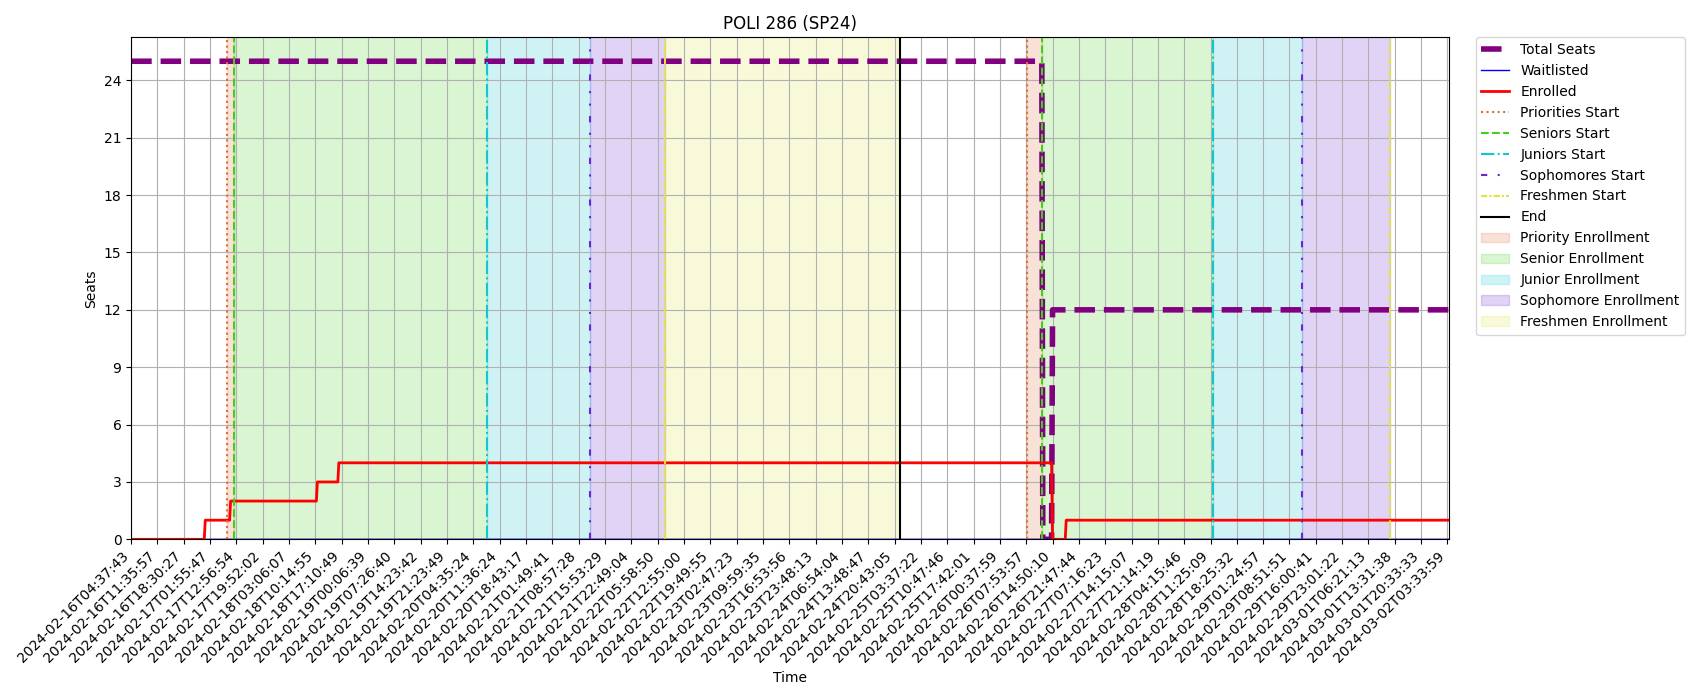 POLI 286 (SP24)
Seats
24
21
18
15
12
9
6
3
0
2024-02-16T04:37:43
2024-02-16T11:35:57
2024-02-16T18:30:27
2024-02-17T01:55:47
2024-02-17T12:56:54
2024-02-17T19:52:02
2024-02-18T03:06:07
2024-02-18T10:14:55
2024-02-18T17:10:49
2024-02-19T00:06:39
2024-02-19T07:26:40
2024-02-19T14:23:42
2024-02-19T21:23:49
2024-02-20T04:35:24
2024-02-20T11:36:24
2024-02-20T18:43:17
2024-02-21T01:49:41
2024-02-21T08:57:28
2024-02-21T15:53:29
2024-02-21T22:49:04
2024-02-22T05:58:50
2024-02-22T12:55:00
2024-02-22T19:49:55
2024-02-23T02:47:23
2024-02-23T09:59:35
2024-02-23T16:53:56
2024-02-23T23:48:13
2024-02-24T06:54:04
2024-02-24T13:48:47
2024-02-24T20:43:05
2024-02-25T03:37:22
2024-02-25T10:47:46
2024-02-25T17:42:01
2024-02-26T00:37:59
2024-02-26T07:53:57
2024-02-26T14:50:10
2024-02-26T21:47:44
2024-02-27T07:16:23
2024-02-27T14:15:07
2024-02-27T21:14:19
2024-02-28T04:15:46
2024-02-28T11:25:09
2024-02-28T18:25:32
2024-02-29T01:24:57
2024-02-29T08:51:51
2024-02-29T16:00:41
2024-02-29T23:01:22
2024-03-01T06:21:13
2024-03-01T13:31:38
2024-03-01T20:33:33
2024-03-02T03:33:59
Time
Total Seats
Waitlisted
Enrolled
Priorities Start
Seniors Start
Juniors Start
Sophomores Start
Freshmen Start
End
Priority Enrollment
Senior Enrollment
Junior Enrollment
Sophomore Enrollment
Freshmen Enrollment